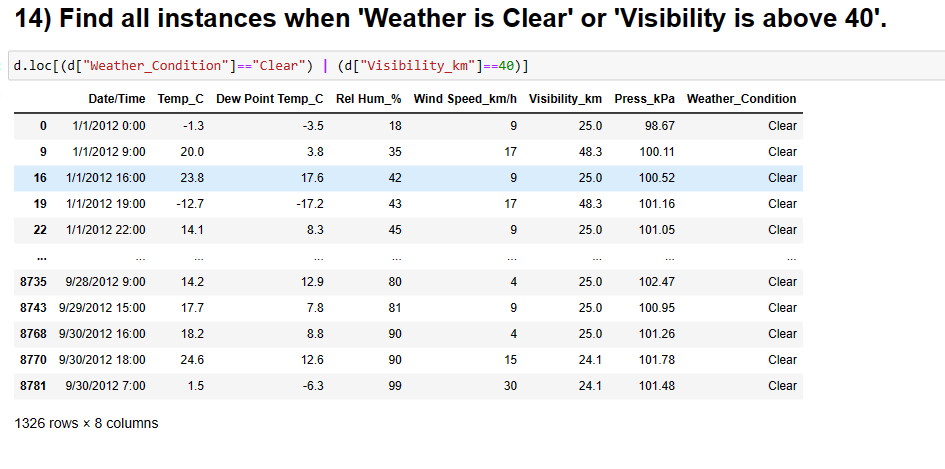 14) Find all instances when 'Weather is Clear' or 'Visibility is above 40'.
d.loc[(d["Weather_Condition"]=="Clear") | (d["Visibility_km"]==40)]
Date/Time Temp_C Dew Point Temp_C Rel Hum_% Wind Speed_km/h Visibility_km Press_kPa Weather_Condition
0 1/1/2012 0:00 -1.3 -3.5 18 9 25.0 98.67 Clear
9 1/1/2012 9:00 20.0 3.8 35 17 48.3 100.11 Clear
16 1/1/2012 16:00 23.8 17.6 42 9 25.0 100.52 Clear
19 1/1/2012 19:00 -12.7 -17.2 43 17 48.3 101.16 Clear
22 1/1/2012 22:00 14.1 8.3 45 9 25.0 101.05 Clear
... ... ... ... ... ... ... ... ...
8735 9/28/2012 9:00 14.2 12.9 80 4 25.0 102.47 Clear
8743 9/29/2012 15:00 17.7 7.8 81 9 25.0 100.95 Clear
8768 9/30/2012 16:00 18.2 8.8 90 4 25.0 101.26 Clear
8770 9/30/2012 18:00 24.6 12.6 90 15 24.1 101.78 Clear
8781 9/30/2012 7:00 1.5 -6.3 99 30 24.1 101.48 Clear
1326 rows × 8 columns